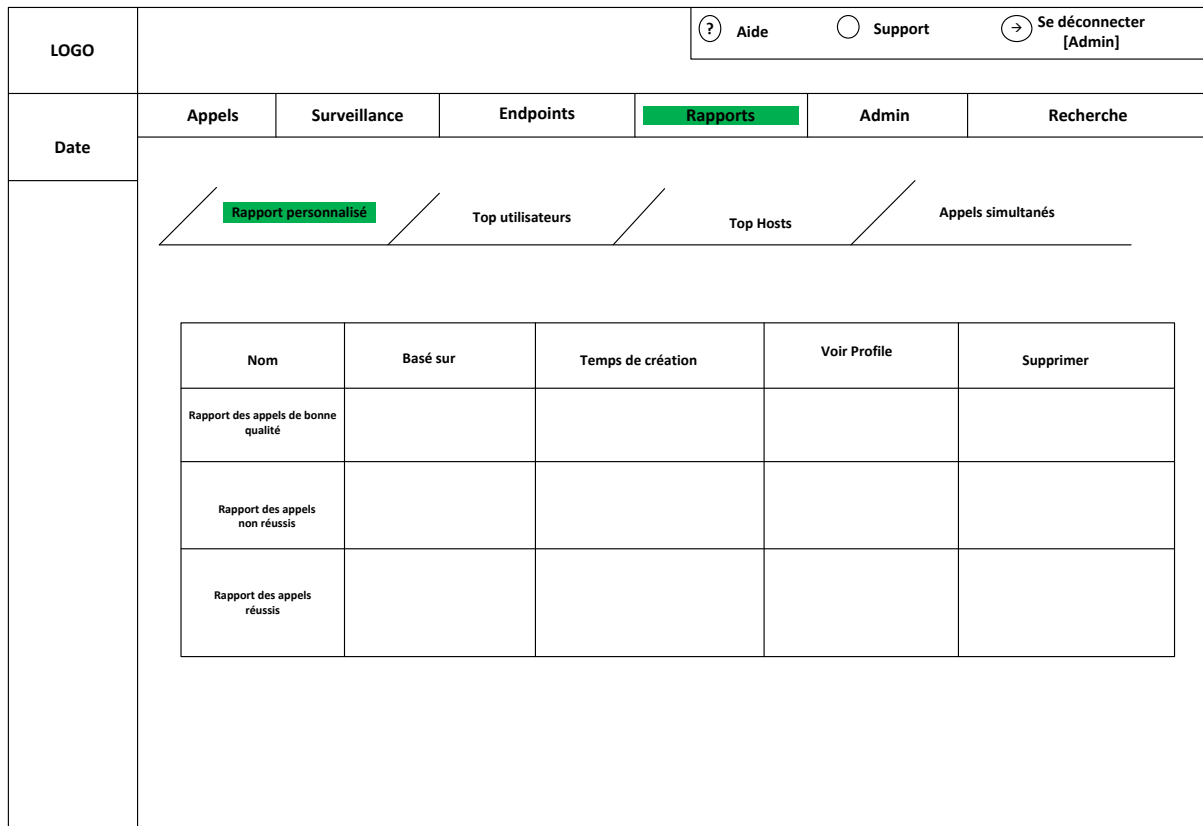 LOGO
? Aide
Support
→ Se déconnecter
[Admin]
Date
Appels
Surveillance
Endpoints
Rapports
Admin
Recherche
Rapport personnalisé
Top utilisateurs
Top Hosts
Appels simultanés
Nom
Basé sur
Temps de création
Voir Profile
Supprimer
Rapport des appels de bonne
qualité
Rapport des appels
non réussis
Rapport des appels
réussis